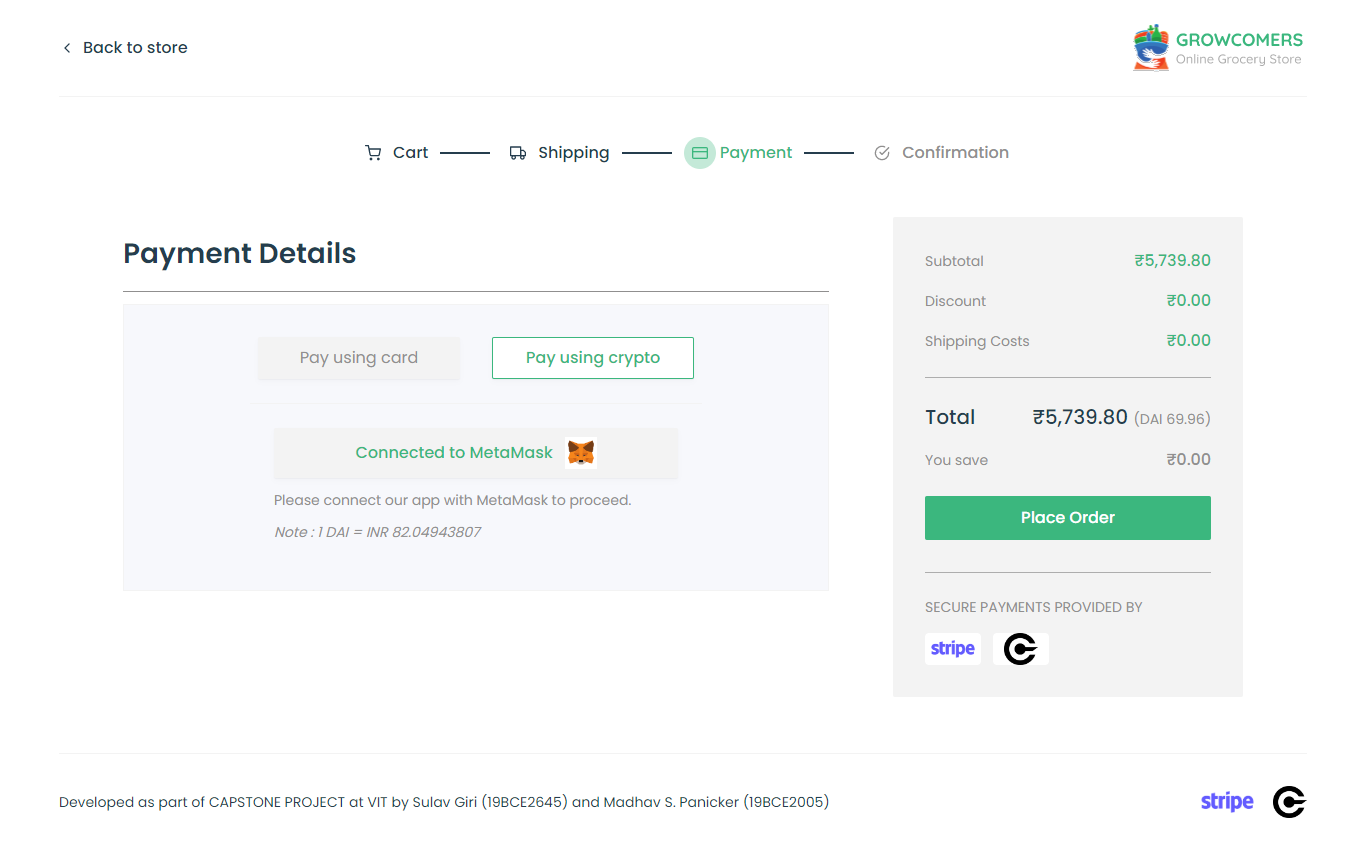 Back to store
GROWCOMERS
Online Grocery Store
Cart
Shipping
Payment
Confirmation
Payment Details
Pay using card
Pay using crypto
Connected to MetaMask
Please connect our app with MetaMask to proceed.
Note : 1 DAI = INR 82.04943807
Subtotal ₹5,739.80
Discount ₹0.00
Shipping Costs ₹0.00
Total ₹5,739.80 (DAI 69.96)
You save ₹0.00
Place Order
SECURE PAYMENTS PROVIDED BY
stripe
Developed as part of CAPSTONE PROJECT at VIT by Sulav Giri (19BCE2645) and Madhav S. Panicker (19BCE2005)
stripe